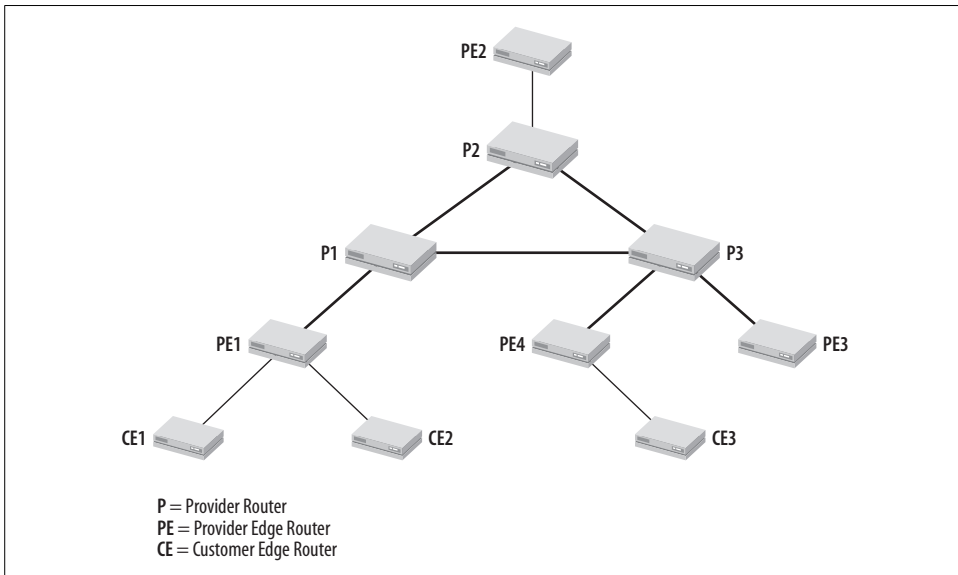 PE2
P2
P1
P3
PE1
PE4
PE3
CE1
CE2
CE3
P = Provider Router
PE = Provider Edge Router
CE = Customer Edge Router